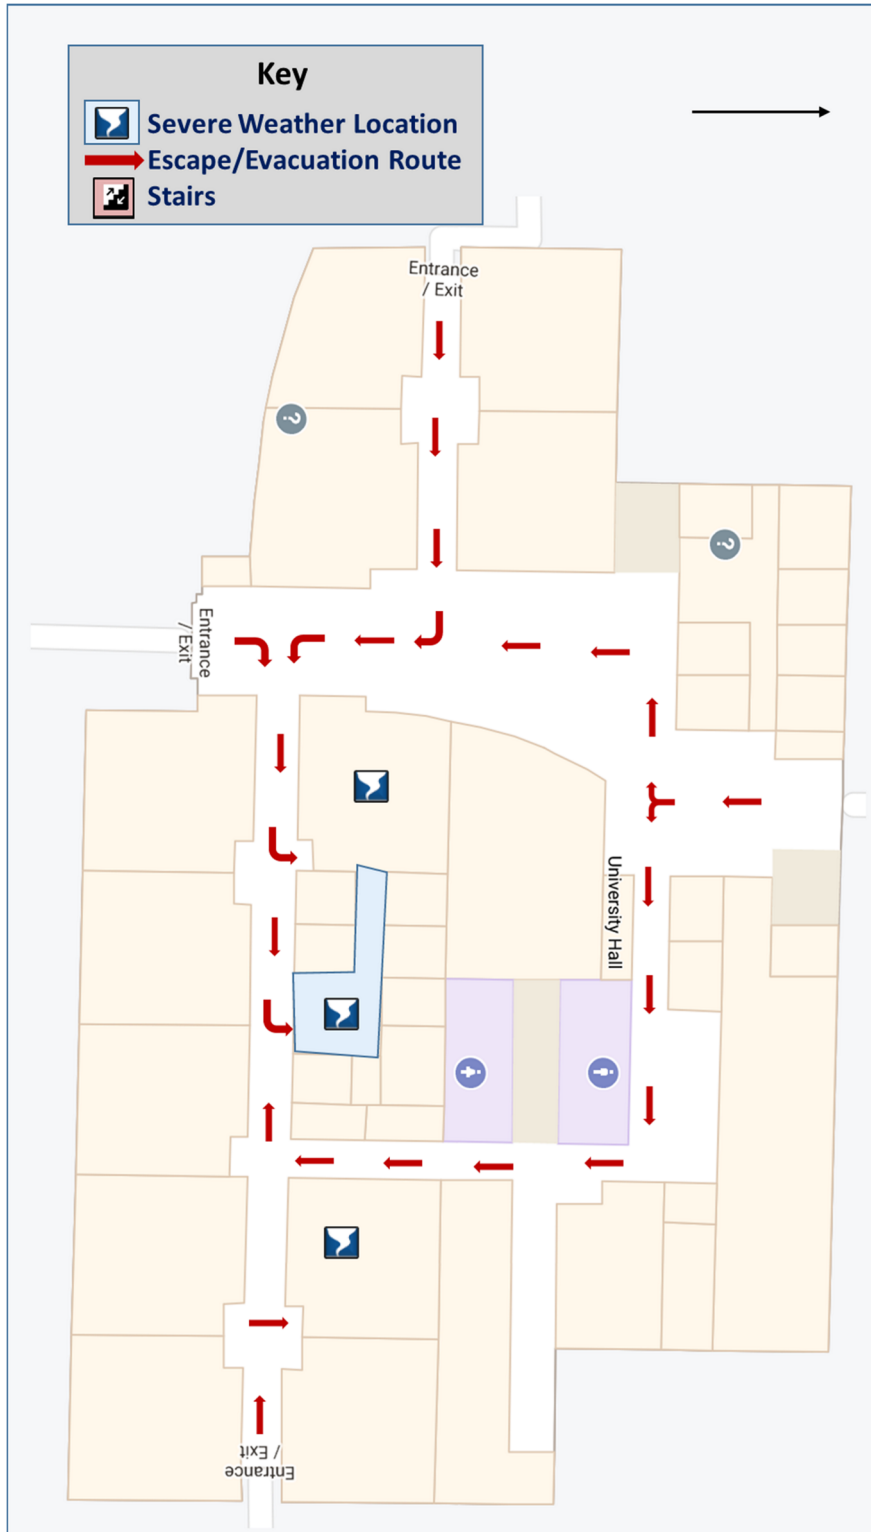 Key
Severe Weather Location
Escape/Evacuation Route
Stairs
Entrance
/ Exit
?
?
Entrance
/ Exit
University Hall
Entrance
/ Exit